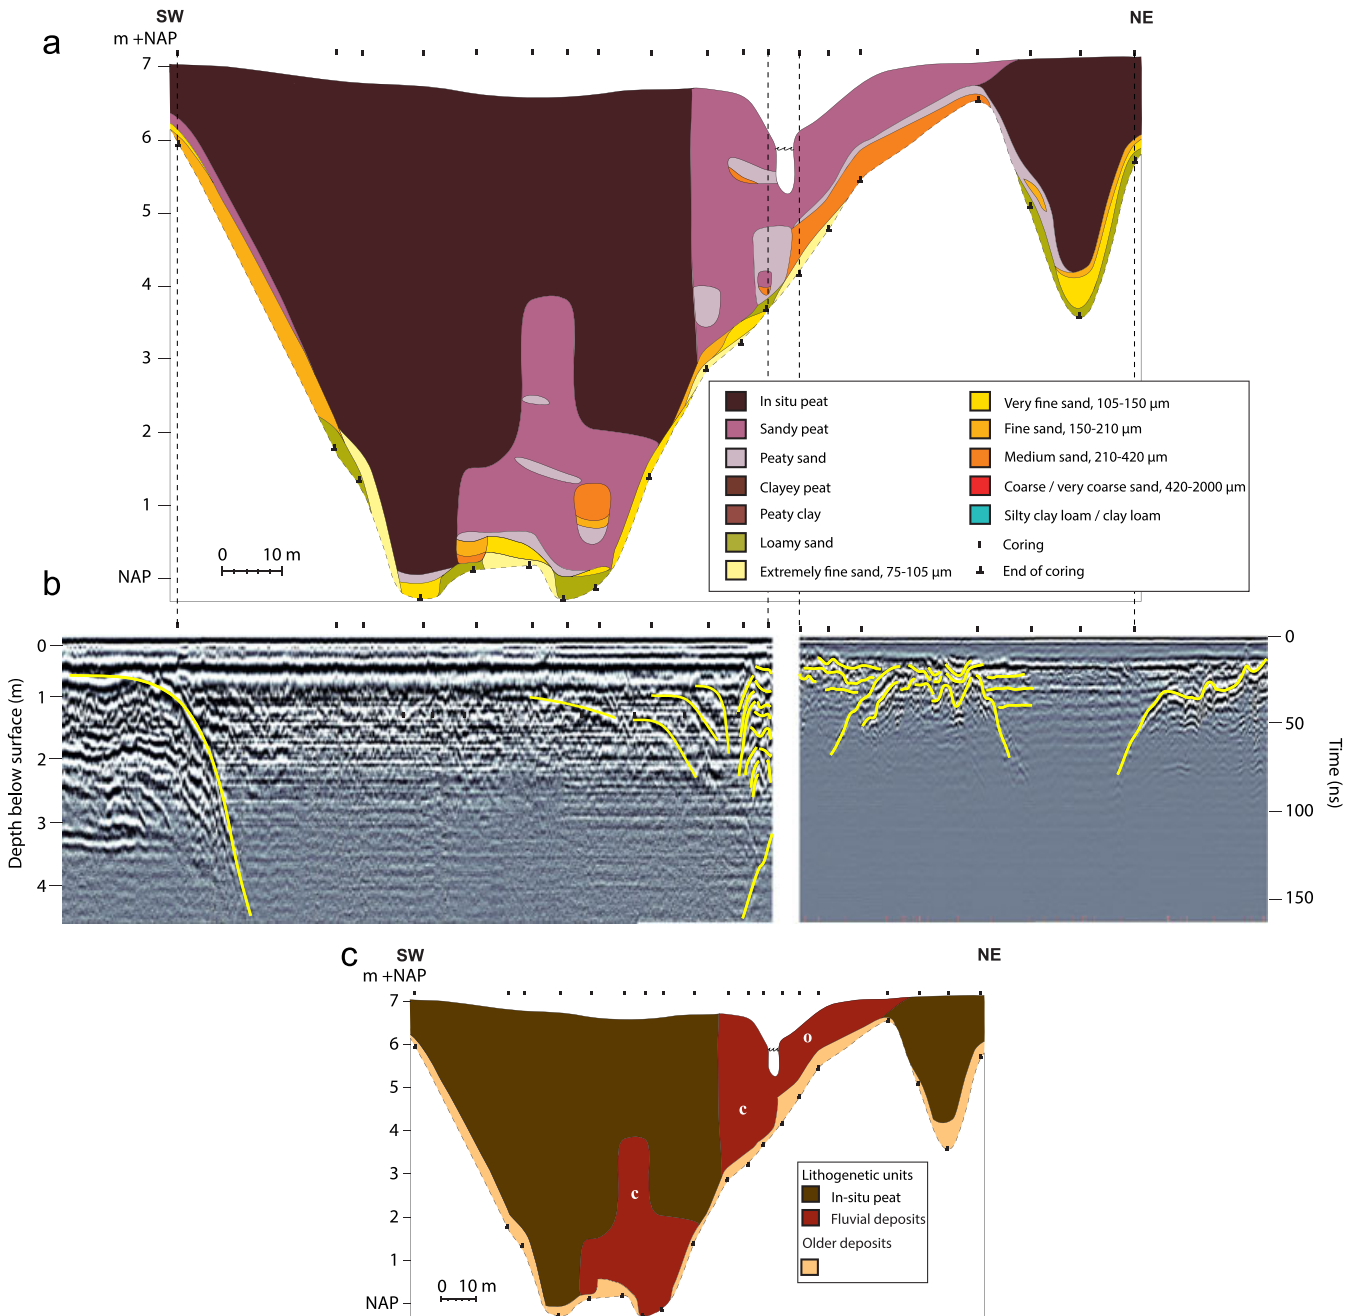 SW
NE
a
m +NAP
7
6
5
4
3
2
1
NAP
0 10 m
In situ peat
Sandy peat
Peaty sand
Clayey peat
Peaty clay
Loamy sand
Extremely fine sand, 75-105 µm
Very fine sand, 105-150 µm
Fine sand, 150-210 µm
Medium sand, 210-420 µm
Coarse / very coarse sand, 420-2000 µm
Silty clay loam / clay loam
Coring
End of coring
b
Depth below surface (m)
0
1
2
3
4
0
50
100
150
Time (ns)
c
SW
NE
m +NAP
7
6
5
4
3
2
1
NAP
0 10 m
o
c
c
Lithogenetic units
In-situ peat
Fluvial deposits
Older deposits